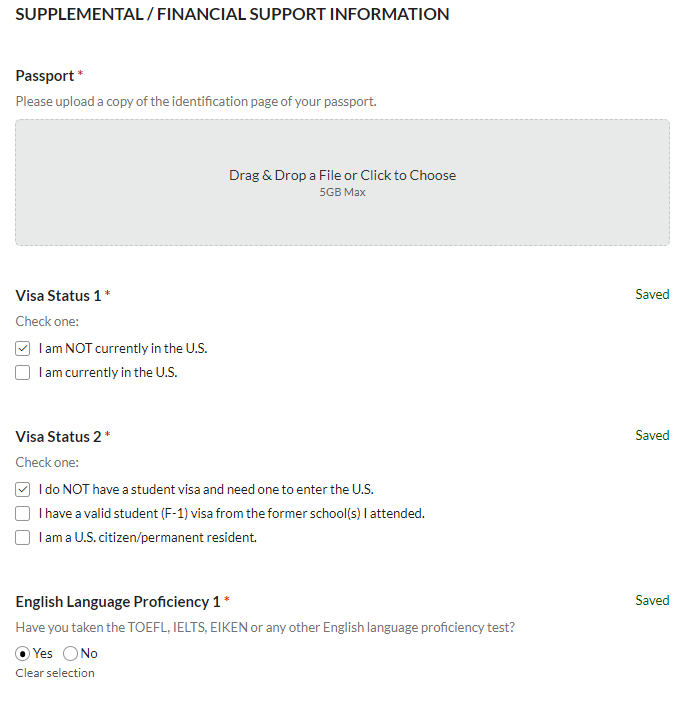 SUPPLEMENTAL / FINANCIAL SUPPORT INFORMATION
Passport *
Please upload a copy of the identification page of your passport.
Drag & Drop a File or Click to Choose
5GB Max
Visa Status 1 * Saved
Check one:
I am NOT currently in the U.S.
I am currently in the U.S.
Visa Status 2 * Saved
Check one:
I do NOT have a student visa and need one to enter the U.S.
I have a valid student (F-1) visa from the former school(s) I attended.
I am a U.S. citizen/permanent resident.
English Language Proficiency 1 * Saved
Have you taken the TOEFL, IELTS, EIKEN or any other English language proficiency test?
Yes No
Clear selection